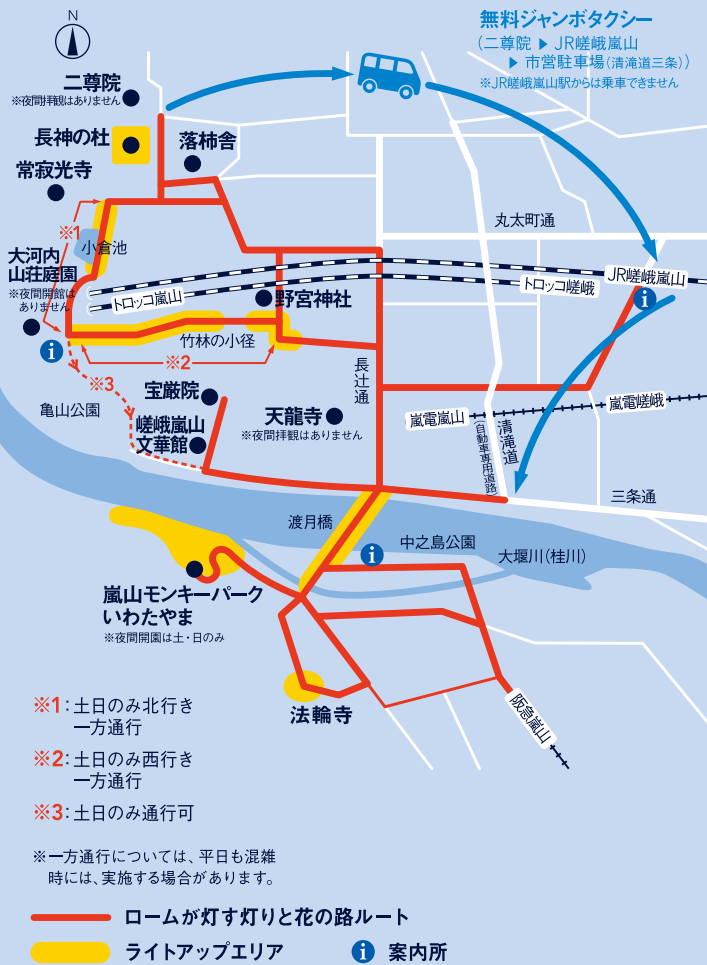 N
無料ジャンボタクシー
(二尊院 ▶ JR嵯峨嵐山
▶ 市営駐車場(清滝道三条))
※JR嵯峨嵐山駅からは乗車できません
二尊院
※夜間拝観はありません
長神の杜
落柿舎
常寂光寺
※1
小倉池
丸太町通
大河内
山荘庭園
※夜間開館は
ありません
トロッコ嵐山
トロッコ嵯峨
JR嵯峨嵐山
i
野宮神社
竹林の小径
i
※2
※3
長辻通
宝厳院
亀山公園
嵯峨嵐山
文華館
天龍寺
※夜間拝観はありません
嵐電嵐山
嵐電嵯峨
清滝道
(自動車専用道路)
三条通
渡月橋
i
中之島公園
大堰川(桂川)
嵐山モンキーパーク
いわたやま
※夜間開園は土・日のみ
法輪寺
阪急嵐山
※1:土日のみ北行き
一方通行
※2:土日のみ西行き
一方通行
※3:土日のみ通行可
※一方通行については、平日も混雑
時には、実施する場合があります。
ロームが灯す灯りと花の路ルート
ライトアップエリア
i 案内所